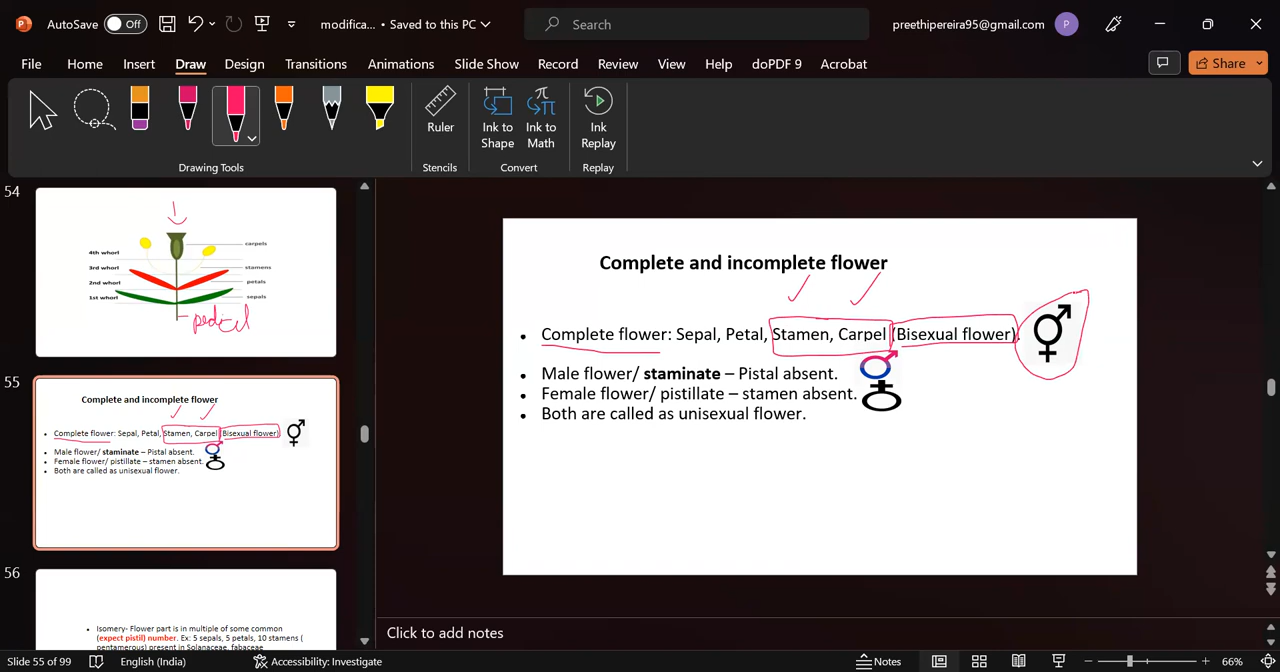 AutoSave Off modifica... • Saved to this PC Search preethipereira95@gmail.com P
File Home Insert Draw Design Transitions Animations Slide Show Record Review View Help doPDF 9 Acrobat Share
Ruler
Ink to Shape
Ink to Math
Ink Replay
Drawing Tools Stencils Convert Replay
54
carpels
4th whorl
3rd whorl stamens
2nd whorl petals
1st whorl sepals
pedicel
55
Complete and incomplete flower
• Complete flower: Sepal, Petal, Stamen, Carpel (Bisexual flower)
• Male flower/ staminate – Pistal absent.
• Female flower/ pistillate – stamen absent.
• Both are called as unisexual flower.
56
• Isomery- Flower part is in multiple of some common
(expect pistil) number. Ex: 5 sepals, 5 petals, 10 stamens (
pentamerous) present in Solanaceae, fabaceae
Complete and incomplete flower
• Complete flower: Sepal, Petal, Stamen, Carpel (Bisexual flower).
• Male flower/ staminate – Pistal absent.
• Female flower/ pistillate – stamen absent.
• Both are called as unisexual flower.
Click to add notes
Slide 55 of 99 English (India) Accessibility: Investigate Notes 66%